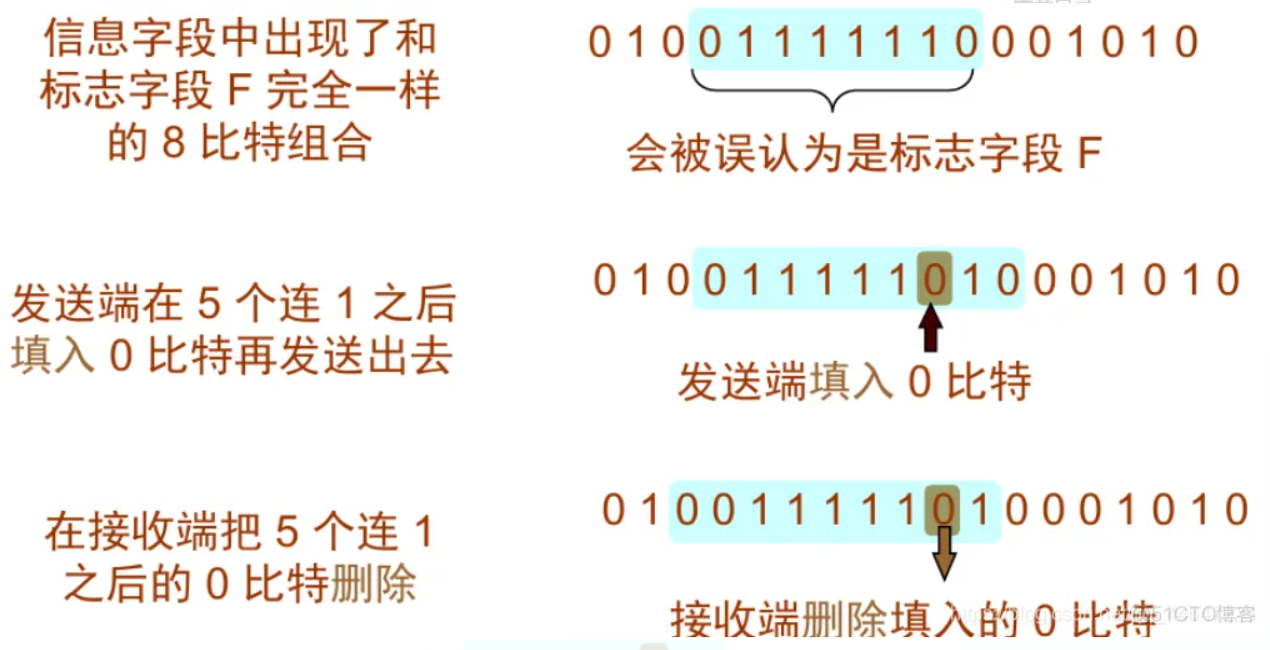 信息字段中出现了和
标志字段 F 完全一样
的 8 比特组合
0 1 0 0 1 1 1 1 1 1 0 0 0 1 0 1 0
会被误认为是标志字段 F
发送端在 5 个连 1 之后
填入 0 比特再发送出去
0 1 0 0 1 1 1 1 1 0 1 0 0 0 1 0 1 0
发送端填入 0 比特
在接收端把 5 个连 1
之后的 0 比特删除
0 1 0 0 1 1 1 1 1 0 1 0 0 0 1 0 1 0
接收端删除填入的 0 比特
@51CTO博客